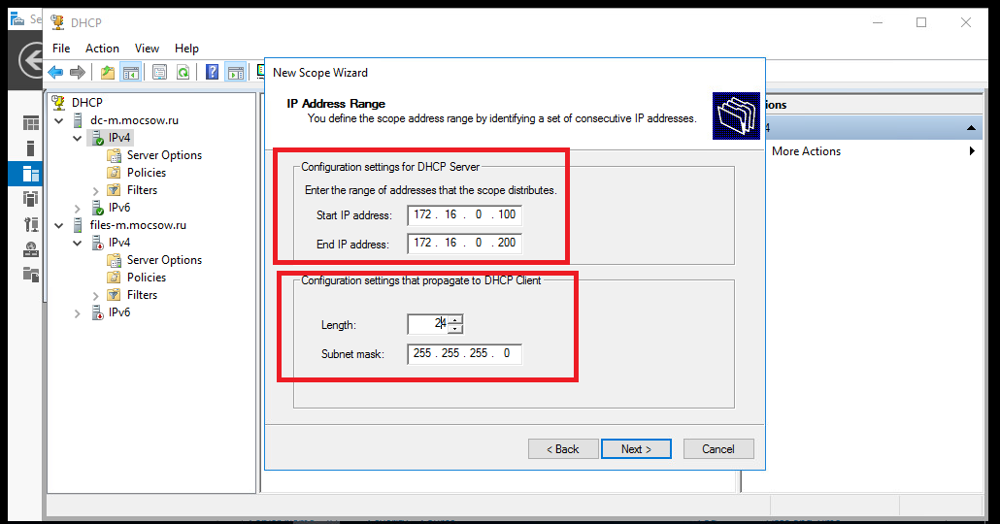 Se
DHCP
File Action View Help
DHCP
dc-m.mocsow.ru
IPv4
Server Options
Policies
Filters
IPv6
files-m.mocsow.ru
IPv4
Server Options
Policies
Filters
IPv6
New Scope Wizard
IP Address Range
You define the scope address range by identifying a set of consecutive IP addresses.
Configuration settings for DHCP Server
Enter the range of addresses that the scope distributes.
Start IP address: 172 . 16 . 0 . 100
End IP address: 172 . 16 . 0 . 200
Configuration settings that propagate to DHCP Client
Length: 24
Subnet mask: 255 . 255 . 255 . 0
< Back Next > Cancel
ions
4
More Actions